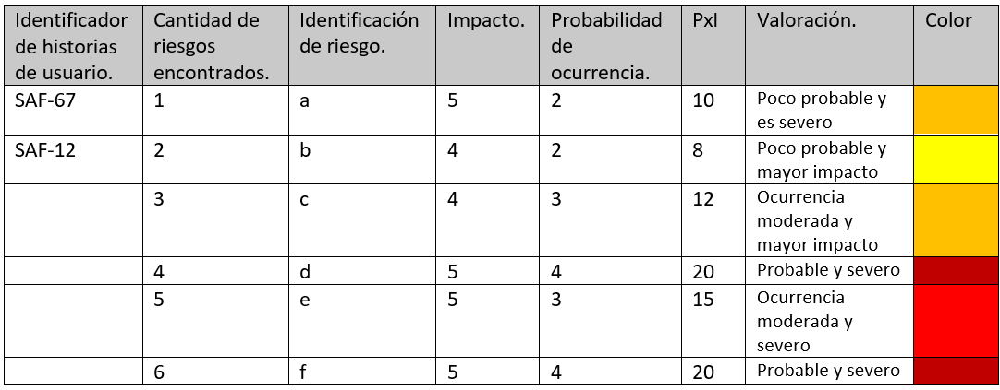 Identificador de historias de usuario. Cantidad de riesgos encontrados. Identificación de riesgo. Impacto. Probabilidad de ocurrencia. PxI Valoración. Color
SAF-67 1 a 5 2 10 Poco probable y es severo
SAF-12 2 b 4 2 8 Poco probable y mayor impacto
3 c 4 3 12 Ocurrencia moderada y mayor impacto
4 d 5 4 20 Probable y severo
5 e 5 3 15 Ocurrencia moderada y severo
6 f 5 4 20 Probable y severo